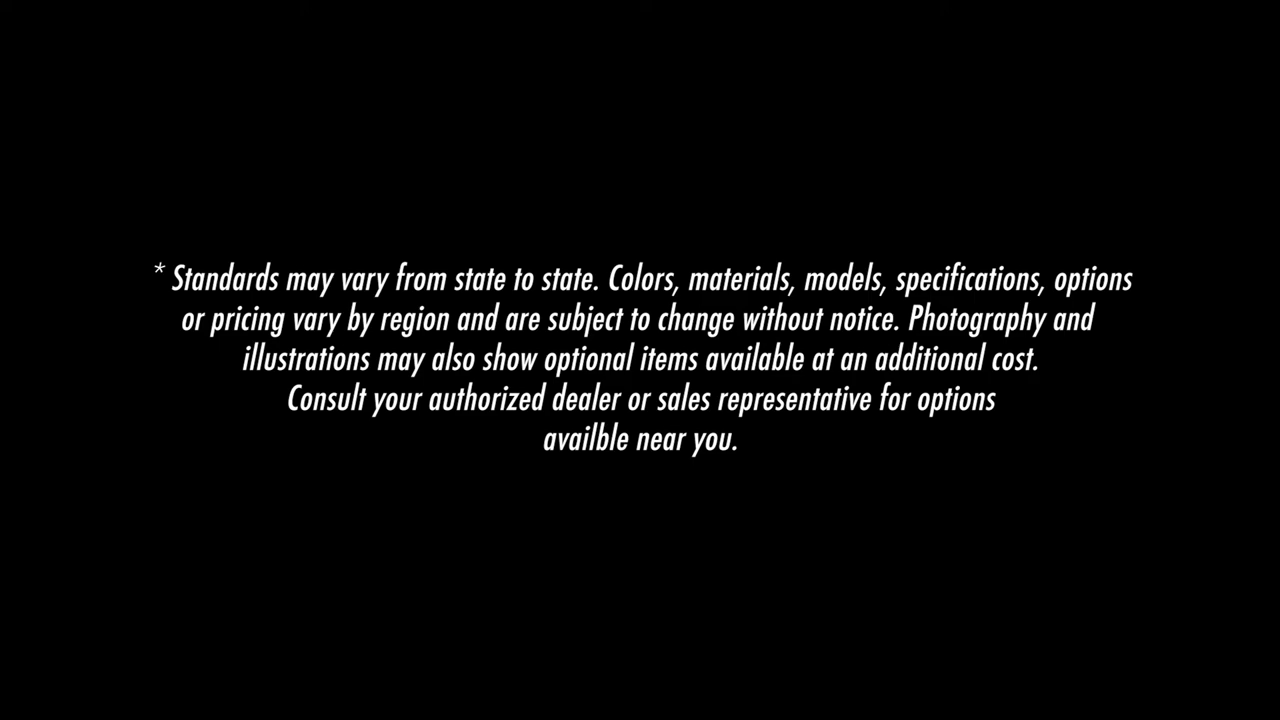 * Standards may vary from state to state. Colors, materials, models, specifications, options
or pricing vary by region and are subject to change without notice. Photography and
illustrations may also show optional items available at an additional cost.
Consult your authorized dealer or sales representative for options
availble near you.